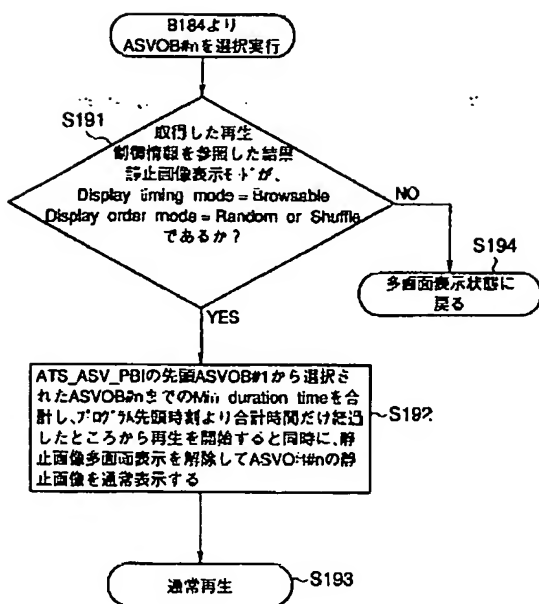 B184より
ASVOB#nを選択実行
S191
取得した再生
制御情報を参照した結果
静止画像表示モードが、
Display timing mode = Browsable
Display order mode = Random or Shuffle
であるか?
NO
S194
多画面表示状態に
戻る
YES
ATS_ASV_PBIの先頭ASVOB#1から選択さ
れたASVOB#nまでのMin duration timeを合
計し、プログラム先頭時刻より合計時間だけ経過
したところから再生を開始すると同時に、静
止画像多画面表示を解除してASVOB#nの静
止画像を通常表示する
S192
通常再生
S193